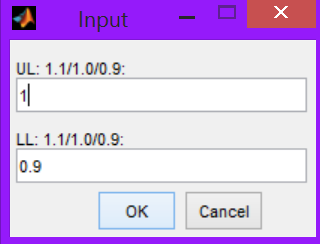 Input
UL: 1.1/1.0/0.9:
1
LL: 1.1/1.0/0.9:
0.9
OK Cancel